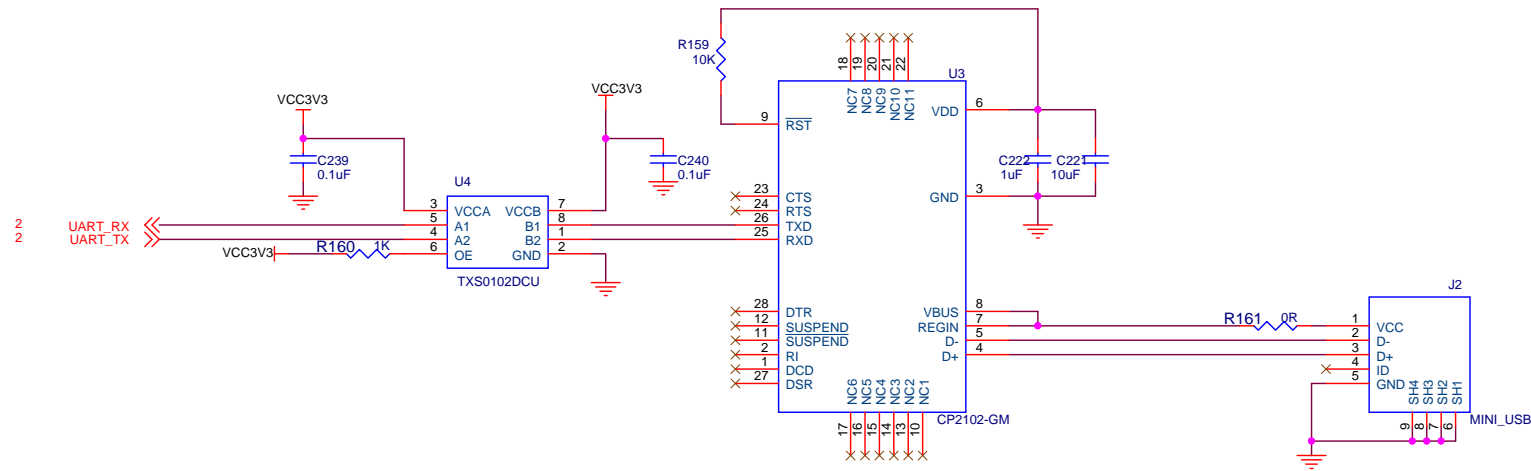 R159
10K
18
19
20
21
22
U3
NC7
NC8
NC9
NC10
NC11
VCC3V3
VCC3V3
VDD
6
9
RST
C239
0.1uF
C240
0.1uF
C222
1uF
C221
10uF
U4
23
CTS
GND
3
24
RTS
3
VCCA
VCCB
7
2
UART_RX
5
A1
B1
8
26
TXD
2
UART_TX
4
A2
B2
1
25
RXD
VCC3V3
R160
1K
6
OE
GND
2
TXS0102DCU
J2
28
DTR
VBUS
8
12
SUSPEND
REGIN
7
R161
0R
1
VCC
11
SUSPEND
D-
5
2
D-
2
RI
D+
4
3
D+
1
DCD
4
ID
27
DSR
5
GND
NC6
NC5
NC4
NC3
NC2
NC1
SH4
SH3
SH2
SH1
CP2102-GM
MINI_USB
17
16
15
14
13
10
9
8
7
6